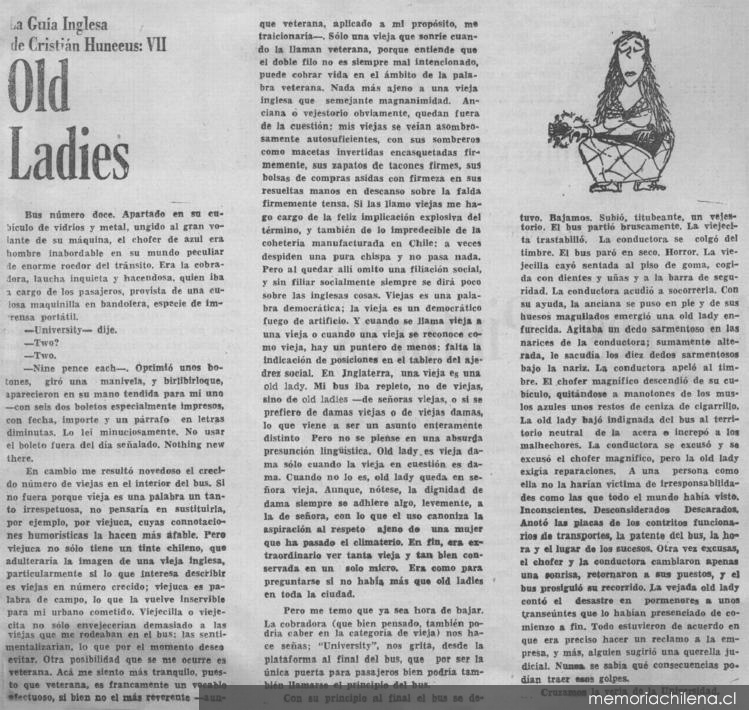 La Guía Inglesa
de Cristián Huneeus: VII
Old
Ladies
Bus número doce. Apartado en su cu-
bículo de vidrios y metal, ungido al gran vo-
lante de su máquina, el chofer de azul era
hombre inabordable en su mundo peculiar
de enorme roedor del tránsito. Era la cobra-
dora, laucha inquieta y hacendosa, quien iba
a cargo de los pasajeros, provista de una cu-
iosa maquinilla en bandolera, especie de im-
prensa portátil.
—University— dije.
—Two?
—Two.
—Nine pence each—. Optimió unos bo-
tones, giró una manivela, y birlibirloque,
aparecieron en su mano tendida para mi uno
—con seis dos boletos especialmente impresos,
con fecha, importe y un párrafo en letras
diminutas. Lo leí minuciosamente. No usar
el boleto fuera del día señalado. Nothing new
there.
En cambio me resultó novedoso el creci-
do número de viejas en el interior del bus. Si
no fuera porque vieja es una palabra un tan-
to irrespetuosa, no pensaría en sustituirla,
por ejemplo, por viejuca, cuyas connotacio-
nes humorísticas la hacen más afable. Pero
viejuca no sólo tiene un tinte chileno, que
adulteraría la imagen de una vieja inglesa,
particularmente si lo que interesa describir
es viejas en número crecido; viejuca es pa-
labra de campo, lo que la vuelve inservible
para mi urbano cometido. Viejecilla o vieje-
cita no sólo envejecerían demasiado a las
viejas que me rodeaban en el bus: las senti-
mentalizarían, lo que por el momento deseo
evitar. Otra posibilidad que se me ocurre es
veterana. Acá me siento más tranquilo, pues-
to que veterana, es francamente un vocablo
afectuoso, si bien no el más reverente —aun-
que veterana, aplicado a mi propósito, me
traicionaría—. Sólo una vieja que sonríe cuan-
do la llaman veterana, porque entiende que
el doble filo no es siempre mal intencionado,
puede cobrar vida en el ámbito de la pala-
bra veterana. Nada más ajeno a una vieja
inglesa que semejante magnanimidad. An-
ciana o vejestorio obviamente, quedan fuera
de la cuestión: mis viejas se veían asombro-
samente autosuficientes, con sus sombreros
como macetas invertidas encasquetadas fir-
memente, sus zapatos de tacones firmes, sus
bolsas de compras asidas con firmeza en sus
resueltas manos en descanso sobre la falda
firmemente tensa. Si las llamo viejas me ha-
go cargo de la feliz implicación explosiva del
término, y también de lo impredecible de la
cohetería manufacturada en Chile: a veces
despiden una pura chispa y no pasa nada.
Pero al quedar allí omito una filiación social,
y sin filiar socialmente siempre se dirá poco
sobre las inglesas cosas. Viejas es una pala-
bra democrática; la vieja es un democrático
fuego de artificio. Y cuando se llama vieja a
una vieja o cuando una vieja se reconoce co-
mo vieja, hay un puntero de menos: falta la
indicación de posiciones en el tablero del aje-
drez social. En Inglaterra, una vieja es una
old lady. Mi bus iba repleto, no de viejas,
sino de old ladies —de señoras viejas, o si se
prefiere de damas viejas o de viejas damas,
lo que viene a ser un asunto enteramente
distinto Pero no se piense en una absurda
presunción lingüística. Old lady es vieja da-
ma sólo cuando la vieja en cuestión es da-
ma. Cuando no lo es, old lady queda en se-
ñora vieja. Aunque, nótese, la dignidad de
dama siempre se adhiere algo, levemente, a
la de señora, con lo que el uso canoniza la
aspiración al respeto ajeno de una mujer
que ha pasado el climaterio. En fin, era ex-
traordinario ver tanta vieja y tan bien con-
servada en un solo micro. Era como para
preguntarse si no había más que old ladies
en toda la ciudad.
Pero me temo que ya sea hora de bajar.
La cobradora (que bien pensado, también po-
dría caber en la categoría de vieja) nos ha-
ce señas; "University", nos grita, desde la
plataforma al final del bus, que por ser la
única puerta para pasajeros bien podría tam-
bién llamarse el principio del bus.
Con su principio al final el bus se de-
tuvo. Bajamos. Subió, titubeante, un vejes-
torio. El bus partió bruscamente. La viejeci-
ta trastabilló. La conductora se colgó del
timbre. El bus paró en seco. Horror. La vie-
jecilla cayó sentada al piso de goma, cogi-
da con dientes y uñas y a la barra de segu-
ridad. La conductora acudió a socorrerla. Con
su ayuda, la anciana se puso en pie y de sus
huesos magullados emergió una old lady en-
furecida. Agitaba un dedo sarmentoso en las
narices de la conductora; sumamente alte-
rada, le sacudía los diez dedos sarmentosos
bajo la nariz. La conductora apeló al tim-
bre. El chofer magnífico descendió de su cu-
bículo, quitándose a manotones de los mus-
los azules unos restos de ceniza de cigarrillo.
La old lady bajó indignada del bus al terri-
torio neutral de la acera e increpó a los
malhechores. La conductora se excusó y se
excusó el chofer magnífico, pero la old lady
exigía reparaciones. A una persona como
ella no la harían víctima de irresponsabilida-
des como las que todo el mundo había visto.
Inconscientes. Desconsiderados Descarados.
Anotó las placas de los contritos funciona-
rios de transportes, la patente del bus, la ho-
ra y el lugar de los sucesos. Otra vez excusas,
el chofer y la conductora cambiaron apenas
una sonrisa, retornaron a sus puestos, y el
bus prosiguió su recorrido. La vejada old lady
contó el desastre en pormenores a unos
transeúntes que lo habían presenciado de co-
mienzo a fin. Todo estuvieron de acuerdo en
que era preciso hacer un reclamo a la em-
presa, y más, alguien sugirió una querella ju-
dicial. Nunca se sabía qué consecuencias po-
dían traer esos golpes.
Cruzamos la verja de la Universidad.
memoriachilena.cl